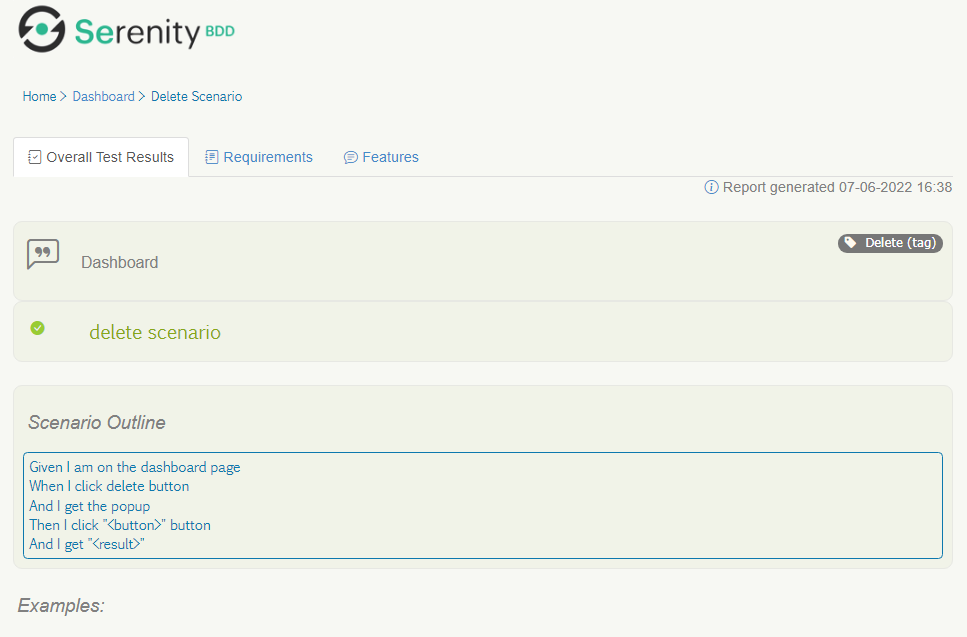 Serenity BDD
Home > Dashboard > Delete Scenario
Overall Test Results Requirements Features
Report generated 07-06-2022 16:38
Delete (tag)
Dashboard
delete scenario
Scenario Outline
Given I am on the dashboard page
When I click delete button
And I get the popup
Then I click "<button>" button
And I get "<result>"
Examples: